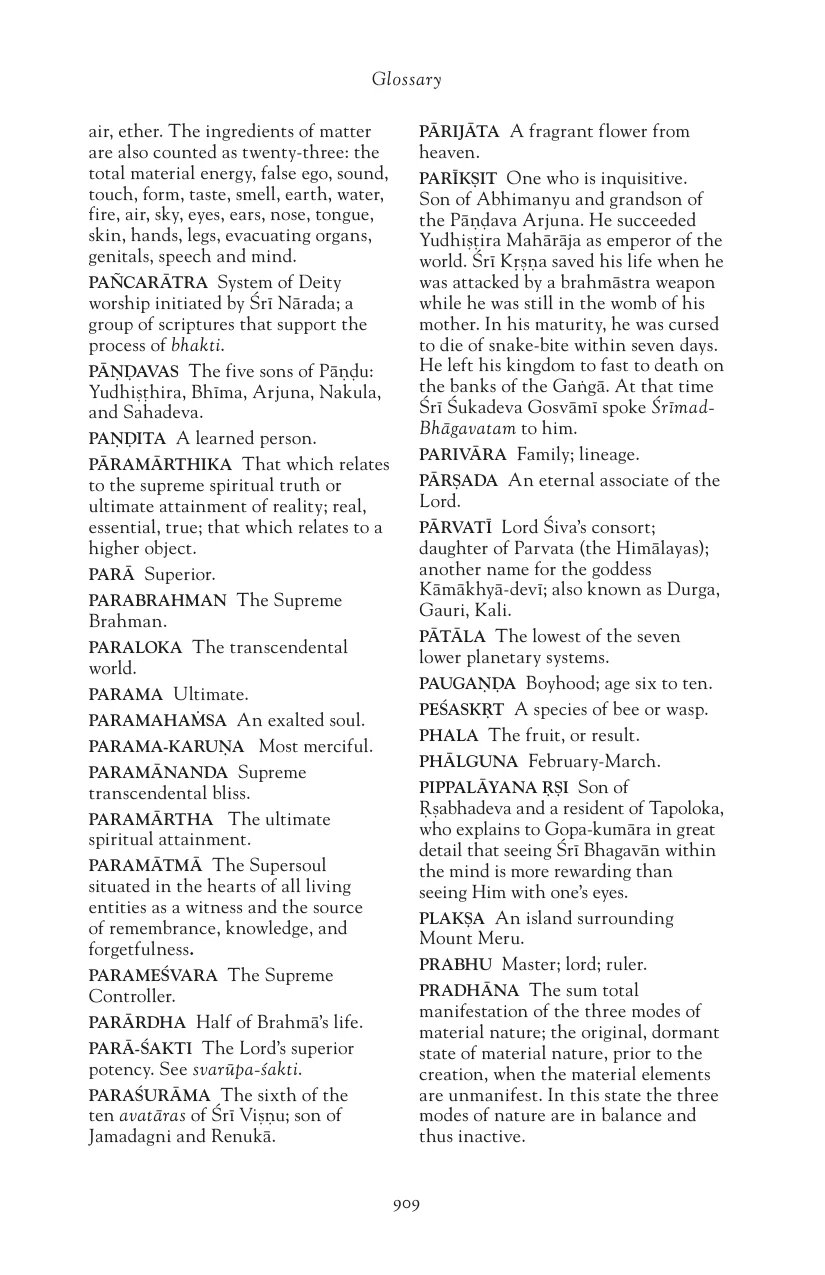 Glossary
air, ether. The ingredients of matter
are also counted as twenty-three: the
total material energy, false ego, sound,
touch, form, taste, smell, earth, water,
fire, air, sky, eyes, ears, nose, tongue,
skin, hands, legs, evacuating organs,
genitals, speech and mind.
PAÑCARĀTRA System of Deity
worship initiated by Śrī Nārada; a
group of scriptures that support the
process of bhakti.
PĀṆḌAVAS The five sons of Pāṇḍu:
Yudhiṣṭhira, Bhīma, Arjuna, Nakula,
and Sahadeva.
PAṆḌITA A learned person.
PĀRAMĀRTHIKA That which relates
to the supreme spiritual truth or
ultimate attainment of reality; real,
essential, true; that which relates to a
higher object.
PARĀ Superior.
PARABRAHMAN The Supreme
Brahman.
PARALOKA The transcendental
world.
PARAMA Ultimate.
PARAMAHAṀSA An exalted soul.
PARAMA-KARUṆA Most merciful.
PARAMĀNANDA Supreme
transcendental bliss.
PARAMĀRTHA The ultimate
spiritual attainment.
PARAMĀTMĀ The Supersoul
situated in the hearts of all living
entities as a witness and the source
of remembrance, knowledge, and
forgetfulness.
PARAMEŚVARA The Supreme
Controller.
PARĀRDHA Half of Brahmā's life.
PARĀ-ŚAKTI The Lord's superior
potency. See svarūpa-śakti.
PARAŚURĀMA The sixth of the
ten avatāras of Śrī Viṣṇu; son of
Jamadagni and Renukā.
PĀRIJĀTA A fragrant flower from
heaven.
PARĪKṢIT One who is inquisitive.
Son of Abhimanyu and grandson of
the Pāṇḍava Arjuna. He succeeded
Yudhiṣṭira Mahārāja as emperor of the
world. Śrī Kṛṣṇa saved his life when he
was attacked by a brahmāstra weapon
while he was still in the womb of his
mother. In his maturity, he was cursed
to die of snake-bite within seven days.
He left his kingdom to fast to death on
the banks of the Gaṅgā. At that time
Śrī Śukadeva Gosvāmī spoke Śrīmad-
Bhāgavatam to him.
PARIVĀRA Family; lineage.
PĀRṢADA An eternal associate of the
Lord.
PĀRVATĪ Lord Śiva's consort;
daughter of Parvata (the Himālayas);
another name for the goddess
Kāmākhyā-devī; also known as Durga,
Gauri, Kali.
PĀTĀLA The lowest of the seven
lower planetary systems.
PAUGAṆḌA Boyhood; age six to ten.
PEŚASKṚT A species of bee or wasp.
PHALA The fruit, or result.
PHĀLGUNA February-March.
PIPPALĀYANA ṚṢI Son of
Ṛṣabhadeva and a resident of Tapoloka,
who explains to Gopa-kumāra in great
detail that seeing Śrī Bhagavān within
the mind is more rewarding than
seeing Him with one's eyes.
PLAKṢA An island surrounding
Mount Meru.
PRABHU Master; lord; ruler.
PRADHĀNA The sum total
manifestation of the three modes of
material nature; the original, dormant
state of material nature, prior to the
creation, when the material elements
are unmanifest. In this state the three
modes of nature are in balance and
thus inactive.
909